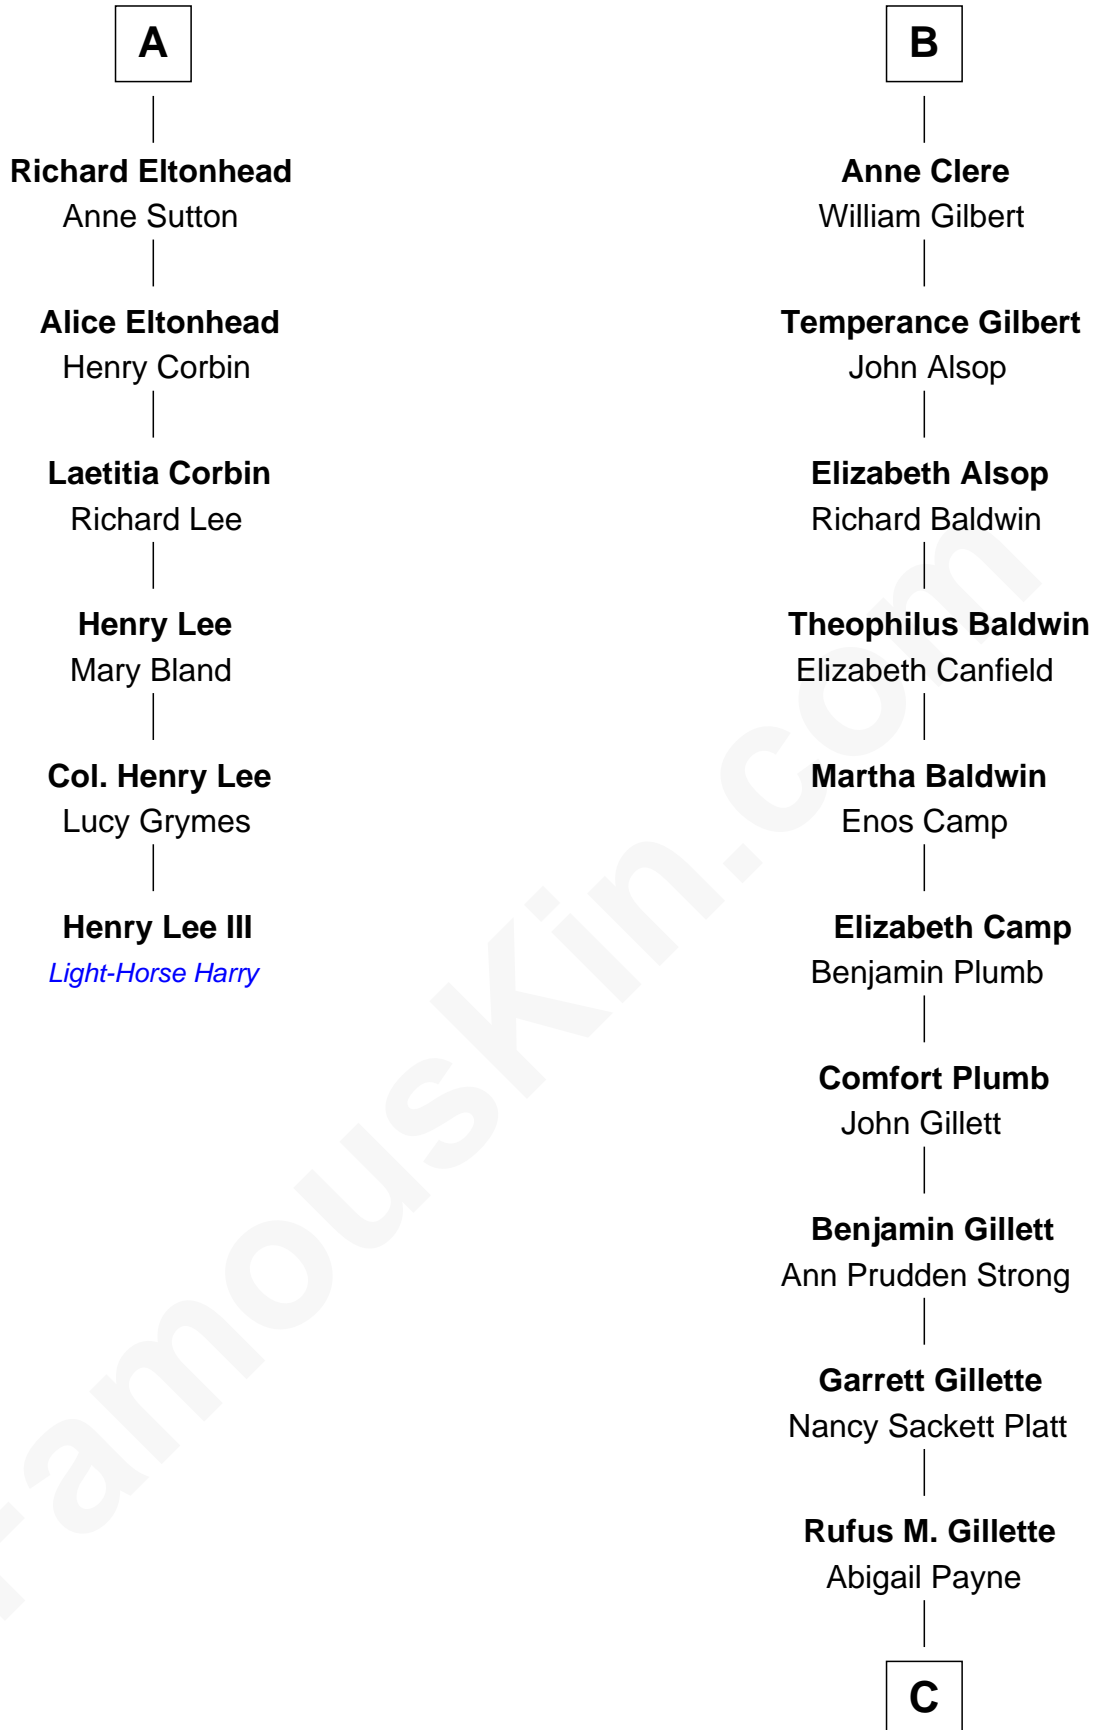 A
Richard Eltonhead
Anne Sutton
Alice Eltonhead
Henry Corbin
Laetitia Corbin
Richard Lee
Henry Lee
Mary Bland
Col. Henry Lee
Lucy Grymes
Henry Lee III
Light-Horse Harry
B
Anne Clere
William Gilbert
Temperance Gilbert
John Alsop
Elizabeth Alsop
Richard Baldwin
Theophilus Baldwin
Elizabeth Canfield
Martha Baldwin
Enos Camp
Elizabeth Camp
Benjamin Plumb
Comfort Plumb
John Gillett
Benjamin Gillett
Ann Prudden Strong
Garrett Gillette
Nancy Sackett Platt
Rufus M. Gillette
Abigail Payne
C
FamousKin.com